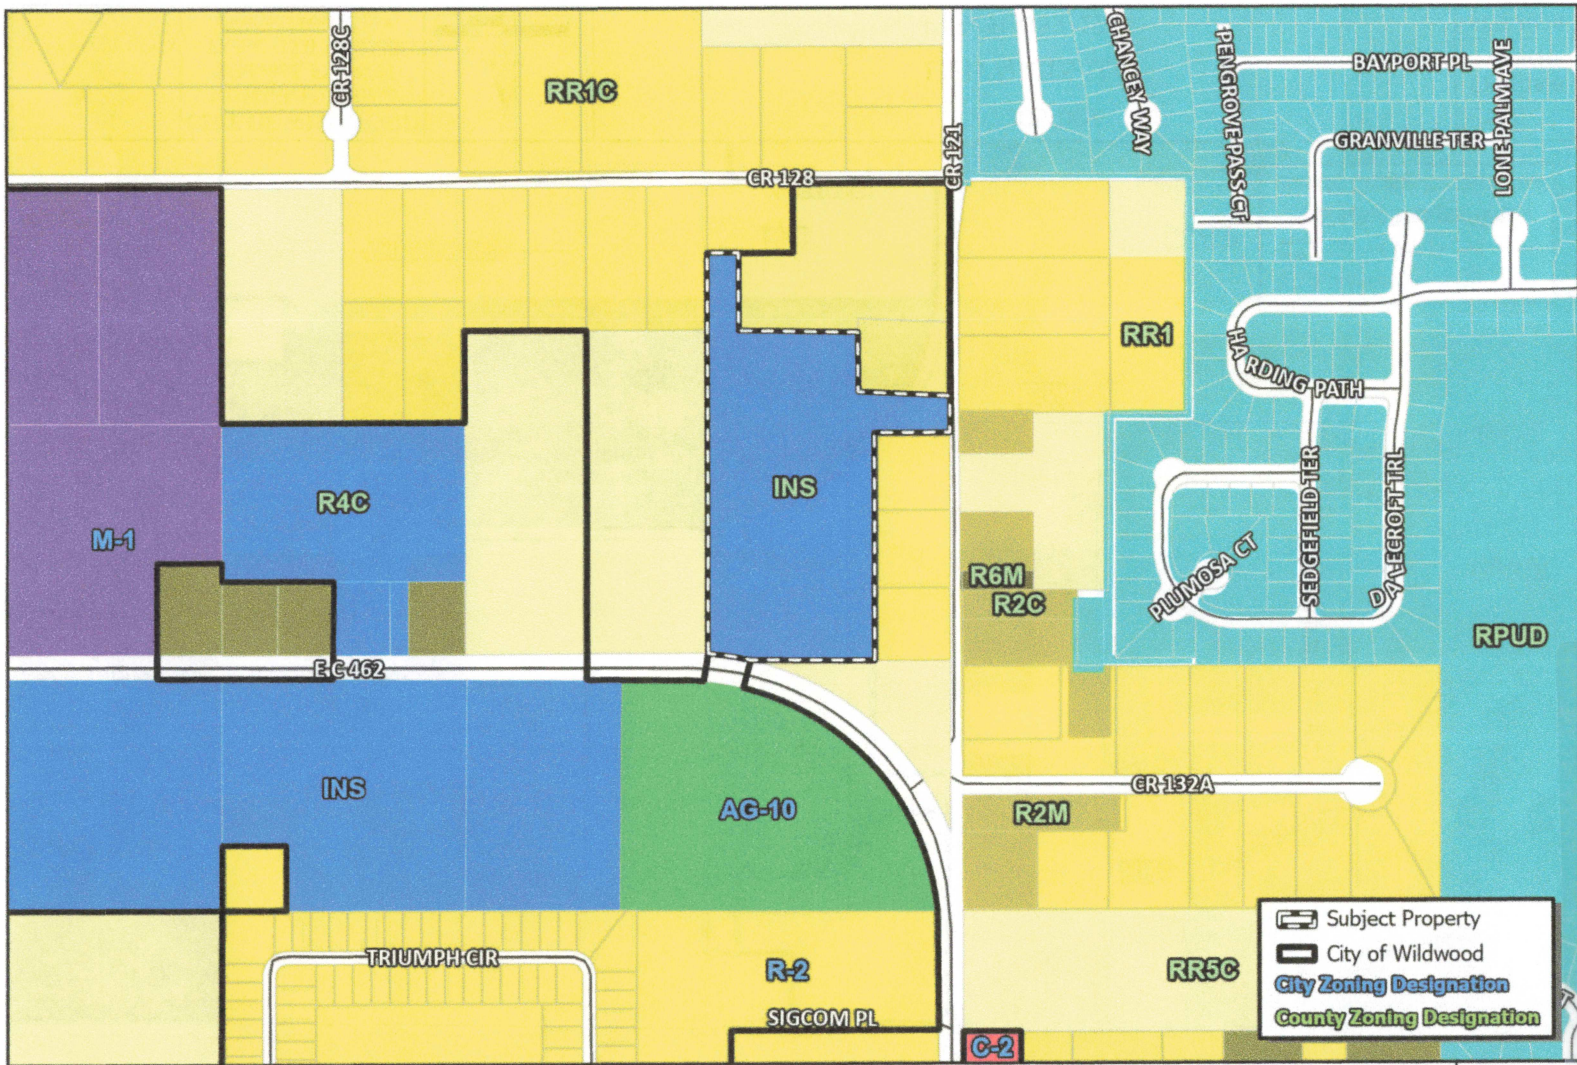 CR 128C
RR1C
CHANCEY WAY
PENGROVE PASS CT
BAYPORT PL
LONE PALM AVE
GRANVILLE TER
CR 121
CR 128
RR1
HARDING PATH
INS
R4C
M-1
SEDGEFIELD TER
DALECROFT TRL
PLUMOSA CT
R6M
R2C
RPUD
E C 462
INS
AG-10
CR 132A
R2M
TRIUMPH CIR
R-2
RR5C
SIGCOM PL
C-2
Subject Property
City of Wildwood
City Zoning Designation
County Zoning Designation